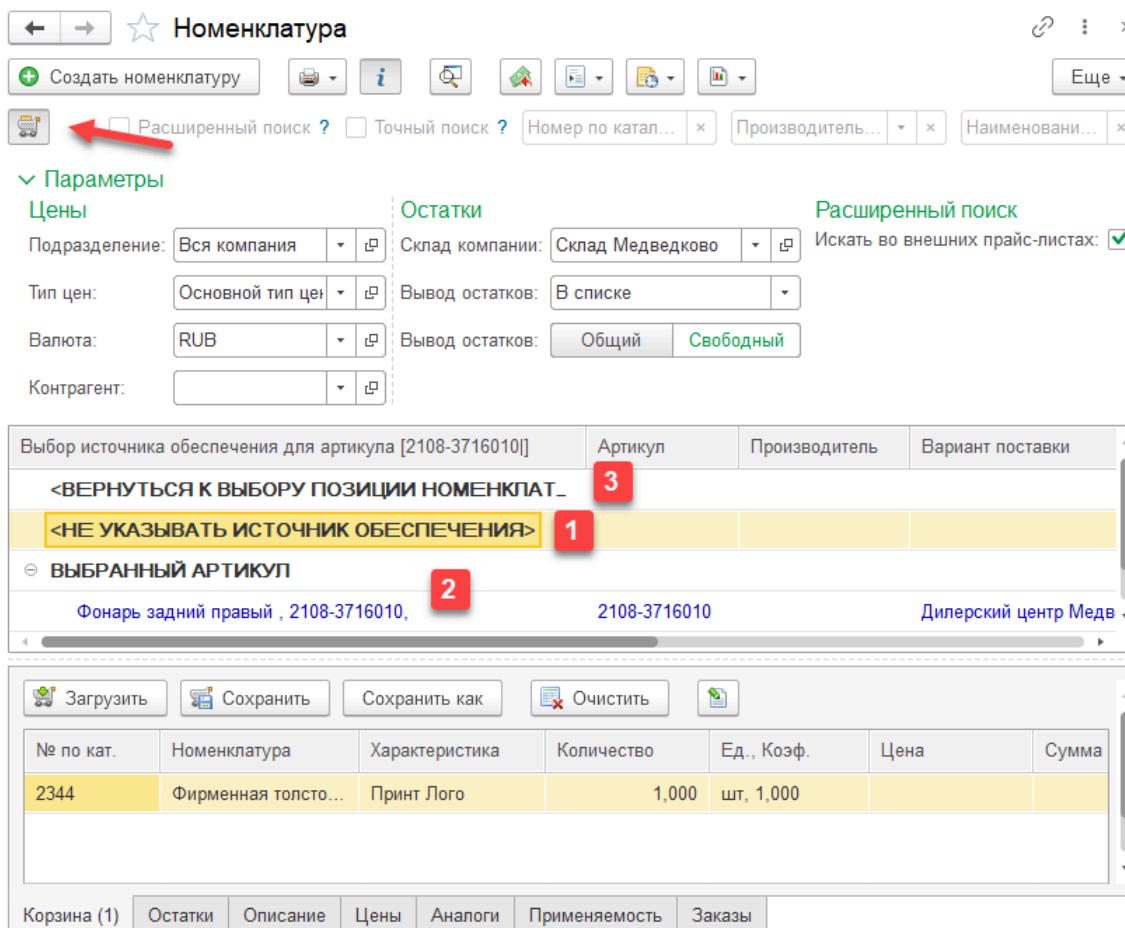 Номенклатура
Создать номенклатуру i Еще
Расширенный поиск ? Точный поиск ? Номер по катал... × Производитель... × Наименовани... ×
Параметры
Цены Остатки Расширенный поиск
Подразделение: Вся компания Склад компании: Склад Медведково Искать во внешних прайс-листах:
Тип цен: Основной тип цен Вывод остатков: В списке
Валюта: RUB Вывод остатков: Общий Свободный
Контрагент:
Выбор источника обеспечения для артикула [2108-3716010|] Артикул Производитель Вариант поставки
<ВЕРНУТЬСЯ К ВЫБОРУ ПОЗИЦИИ НОМЕНКЛАТ_ 3
<НЕ УКАЗЫВАТЬ ИСТОЧНИК ОБЕСПЕЧЕНИЯ> 1
ВЫБРАННЫЙ АРТИКУЛ 2
Фонарь задний правый , 2108-3716010, 2108-3716010 Дилерский центр Медв
Загрузить Сохранить Сохранить как Очистить
№ по кат. Номенклатура Характеристика Количество Ед., Коэф. Цена Сумма
2344 Фирменная толсто... Принт Лого 1,000 шт, 1,000
Корзина (1) Остатки Описание Цены Аналоги Применяемость Заказы